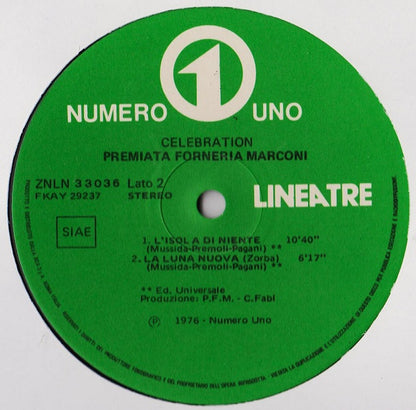 1
NUMERO UNO
CELEBRATION
PREMIATA FORNERIA MARCONI
ZNLN 33036 Lato 2
FKAY 29237 STEREO
LINEATRE
SIAE
1. L'ISOLA DI NIENTE 10'40"
(Mussida-Premoli-Pagani) **
2. LA LUNA NUOVA (Zorba) 6'17"
(Mussida-Premoli-Pagani) **
** Ed. Universale
Produzione: P.F.M. - C. Fabi
Ⓟ 1976 - Numero Uno